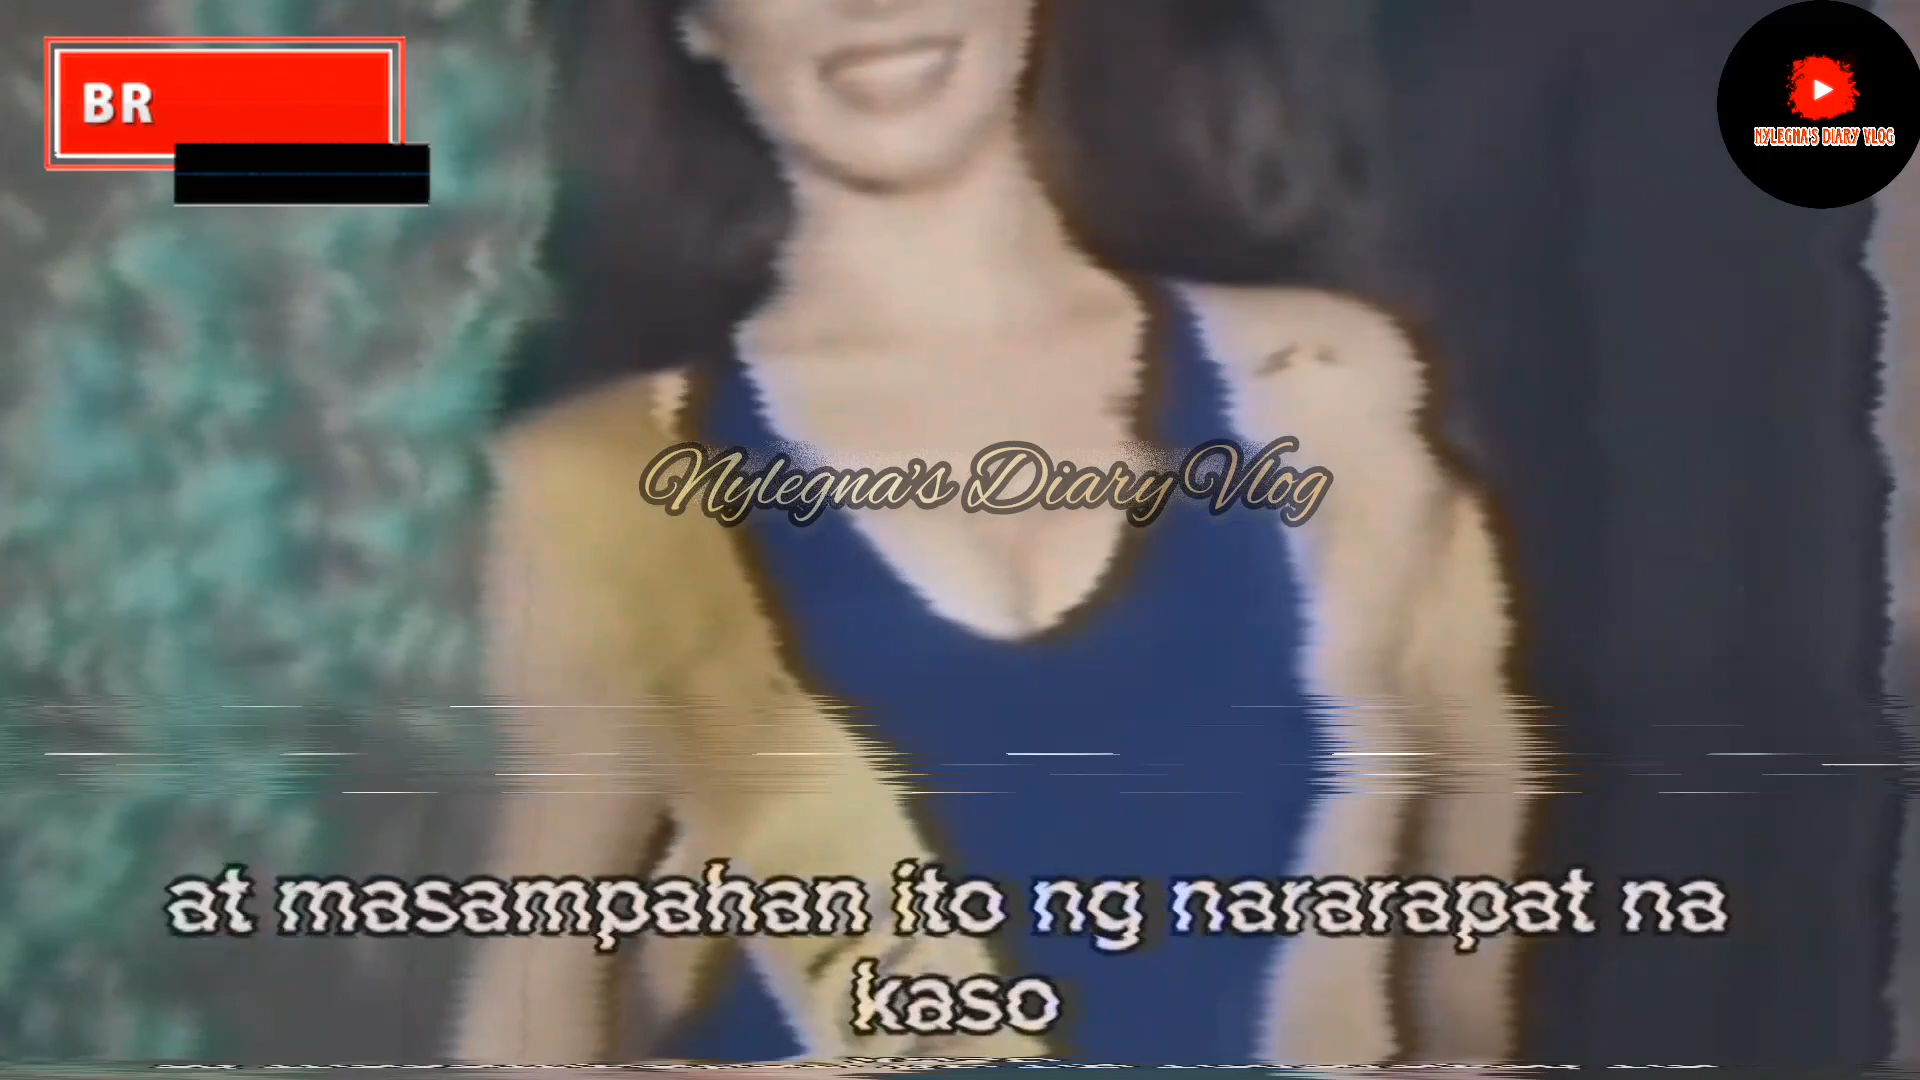 BR
NYLEGNA'S DIARY VLOG
Nylegna's Diary Vlog
at masampahan ito ng nararapat na
kaso